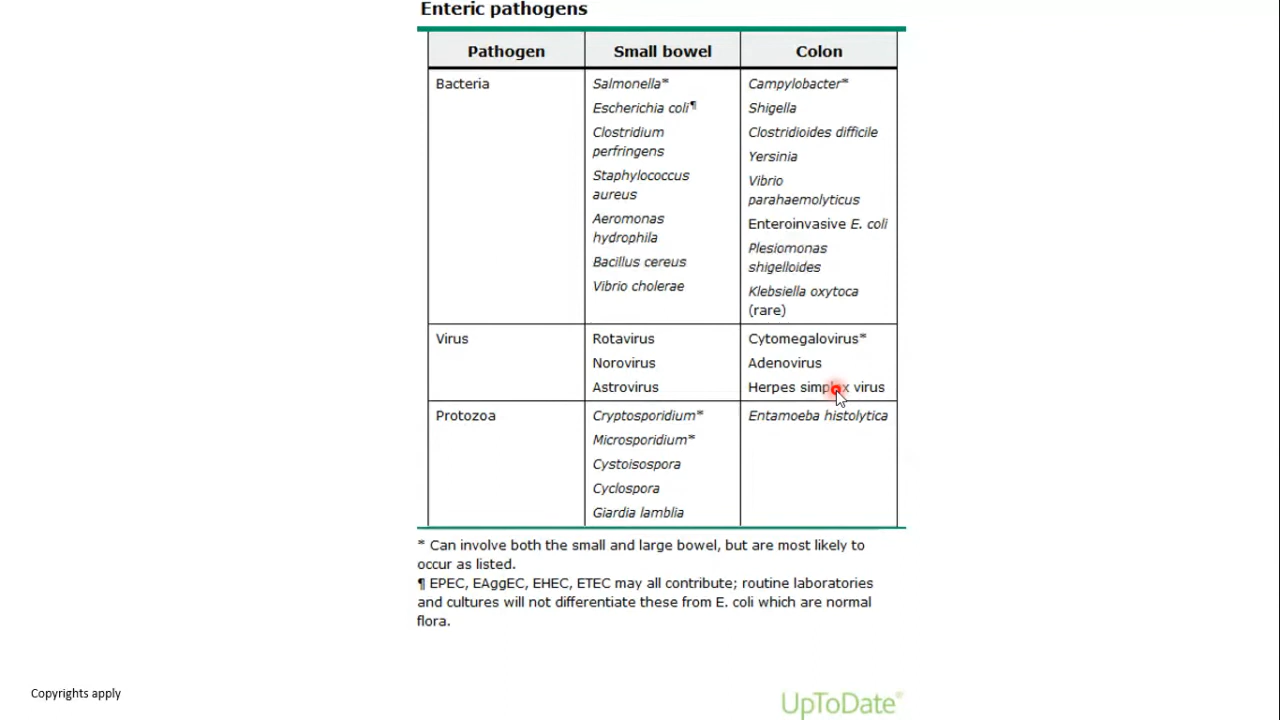 Enteric pathogens
Pathogen Small bowel Colon
Bacteria
Salmonella*
Escherichia coli¶
Clostridium
perfringens
Staphylococcus
aureus
Aeromonas
hydrophila
Bacillus cereus
Vibrio cholerae
Campylobacter*
Shigella
Clostridioides difficile
Yersinia
Vibrio
parahaemolyticus
Enteroinvasive E. coli
Plesiomonas
shigelloides
Klebsiella oxytoca
(rare)
Virus
Rotavirus
Norovirus
Astrovirus
Cytomegalovirus*
Adenovirus
Herpes simplex virus
Protozoa
Cryptosporidium*
Microsporidium*
Cystoisospora
Cyclospora
Giardia lamblia
Entamoeba histolytica
* Can involve both the small and large bowel, but are most likely to
occur as listed.
¶ EPEC, EAggEC, EHEC, ETEC may all contribute; routine laboratories
and cultures will not differentiate these from E. coli which are normal
flora.
Copyrights apply
UpToDate®